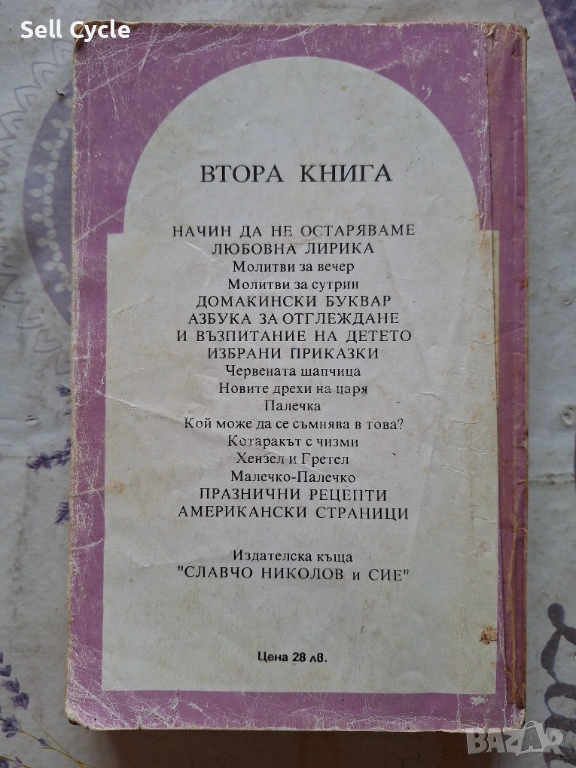 Sell Cycle
ВТОРА КНИГА
НАЧИН ДА НЕ ОСТАРЯВАМЕ
ЛЮБОВНА ЛИРИКА
Молитви за вечер
Молитви за сутрин
ДОМАКИНСКИ БУКВАР
АЗБУКА ЗА ОТГЛЕЖДАНЕ
И ВЪЗПИТАНИЕ НА ДЕТЕТО
ИЗБРАНИ ПРИКАЗКИ
Червената шапчица
Новите дрехи на царя
Палечка
Кой може да се съмнява в това?
Котаракът с чизми
Хензел и Гретел
Малечко-Палечко
ПРАЗНИЧНИ РЕЦЕПТИ
АМЕРИКАНСКИ СТРАНИЦИ
Издателска къща
"СЛАВЧО НИКОЛОВ и СИЕ"
Цена 28 лв.
BAZAR